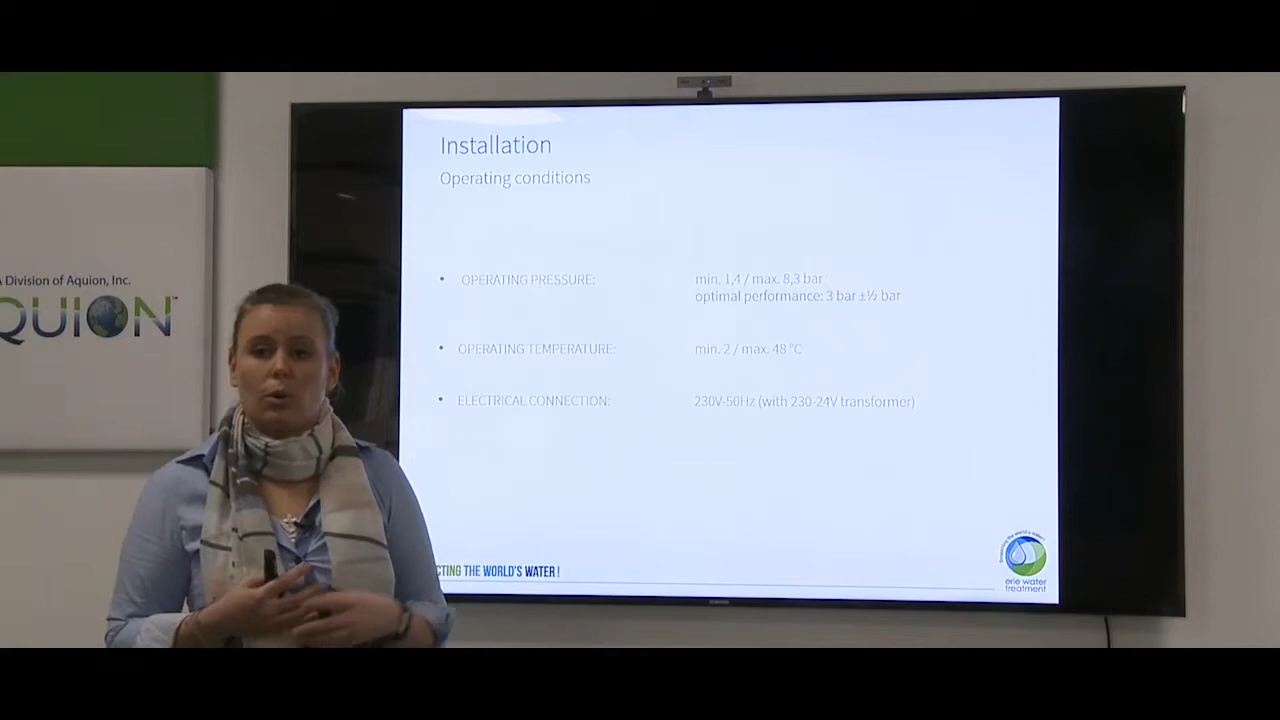 Installation
Operating conditions
• OPERATING PRESSURE: min. 1,4 / max. 8,3 bar
optimal performance: 3 bar ±½ bar
• OPERATING TEMPERATURE: min. 2 / max. 48 °C
• ELECTRICAL CONNECTION: 230V-50Hz (with 230-24V transformer)
CTING THE WORLD'S WATER !
erie water
treatment
A Division of Aquion, Inc.
QUION™